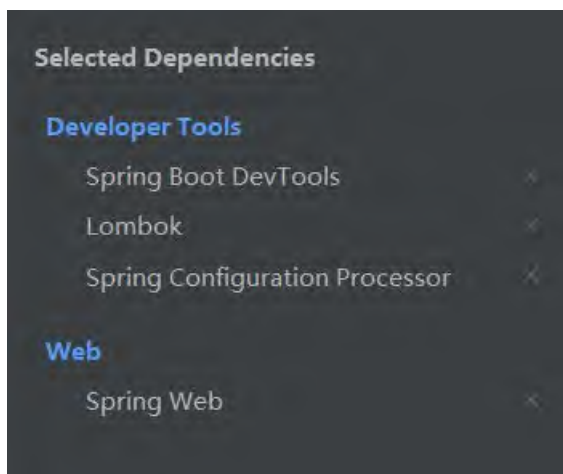 Selected Dependencies
Developer Tools
Spring Boot DevTools
Lombok
Spring Configuration Processor
Web
Spring Web